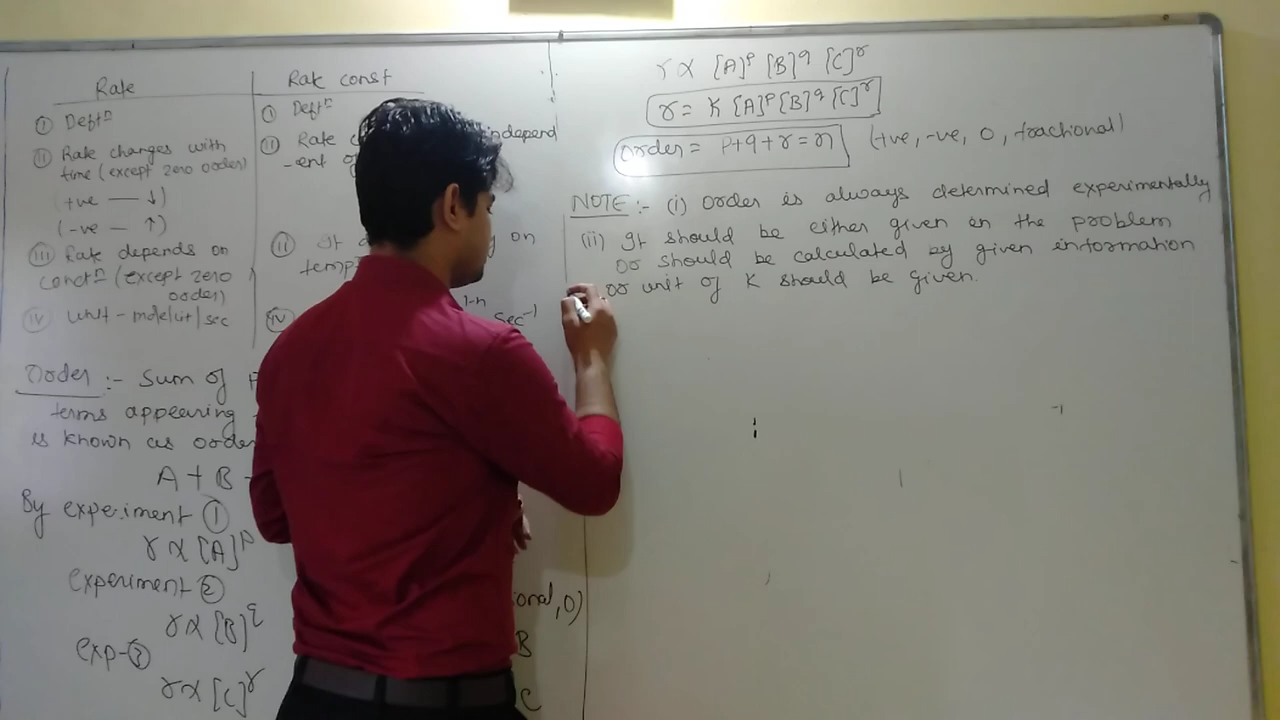 Rate
① Deftⁿ
② Rate changes with
time (except zero order)
(+ve — ↓)
(-ve — ↑)
③ Rate depends on
conctⁿ (except zero
order)
④ Unit - mole/lit/sec
Rate const
① Deftⁿ
② Rate independ
-ent
③ It on
temp
④ 1-n sec⁻¹
Order :- Sum of
terms appearing
is known as order
A + B
By experiment ①
r ∝ [A]ᵖ
experiment ②
r ∝ [B]^q
exp-③
r ∝ [C]ʳ
ional, 0)
B
C
r ∝ [A]ᵖ [B]^q [C]ʳ
r = K [A]ᵖ [B]^q [C]ʳ
Order = P+q+r = n (+ve, -ve, 0, fractional)
NOTE :- (i) Order is always determined experimentally
(ii) It should be either given in the problem
or should be calculated by given information
or unit of K should be given.